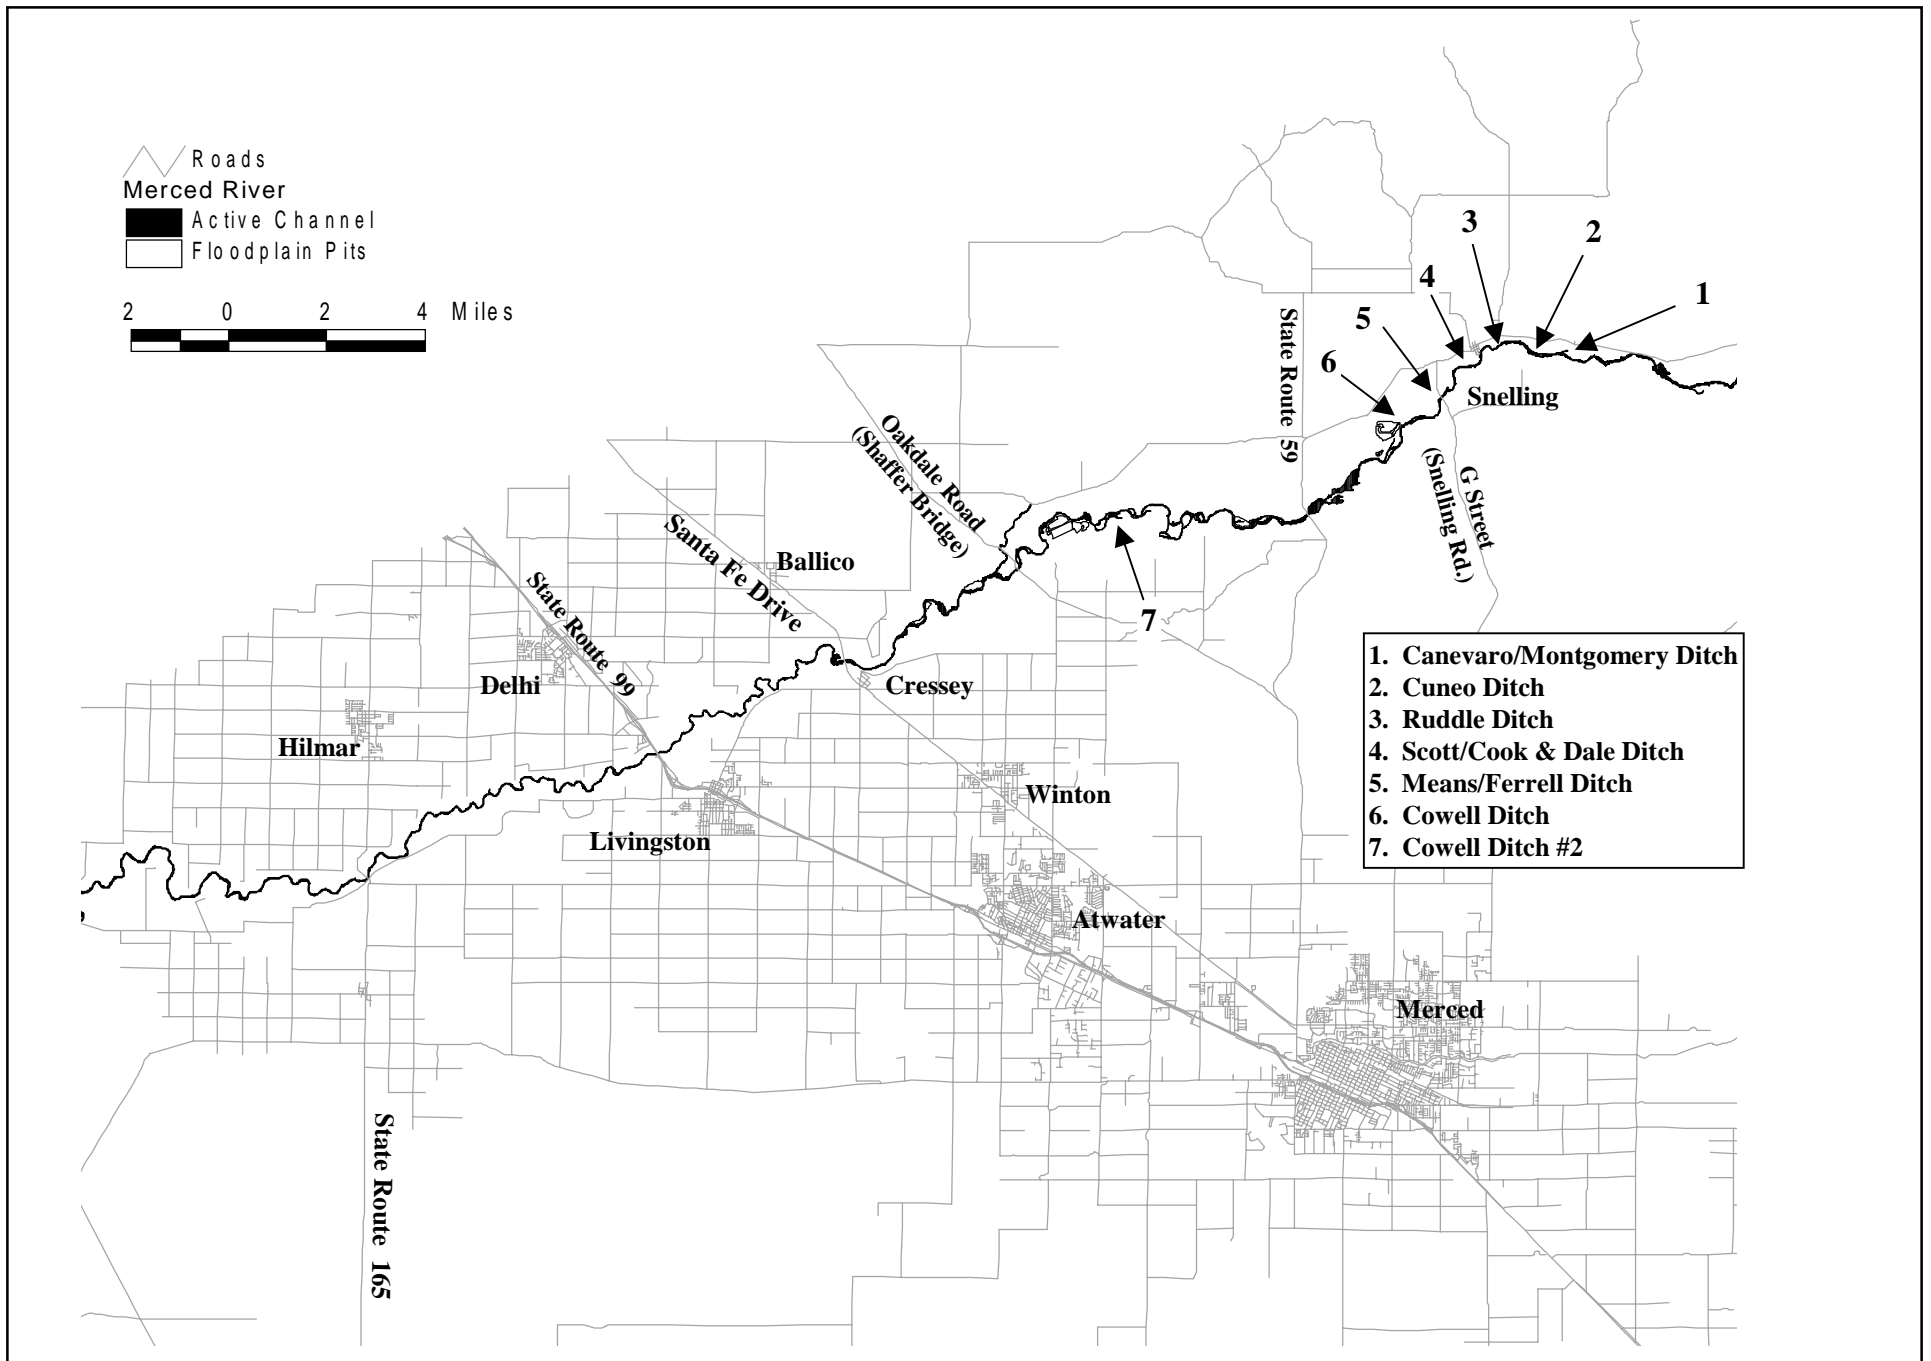 Roads
Merced River
Active Channel
Floodplain Pits
2 0 2 4 Miles
3
2
4
1
5
6
State Route 59
Snelling
Oakdale Road
(Shaffer Bridge)
G Street
(Snelling Rd.)
Santa Fe Drive
Ballico
State Route 99
7
Delhi
Cressey
Hilmar
1. Canevaro/Montgomery Ditch
2. Cuneo Ditch
3. Ruddle Ditch
4. Scott/Cook & Dale Ditch
5. Means/Ferrell Ditch
6. Cowell Ditch
7. Cowell Ditch #2
Winton
Livingston
Atwater
Merced
State Route 165